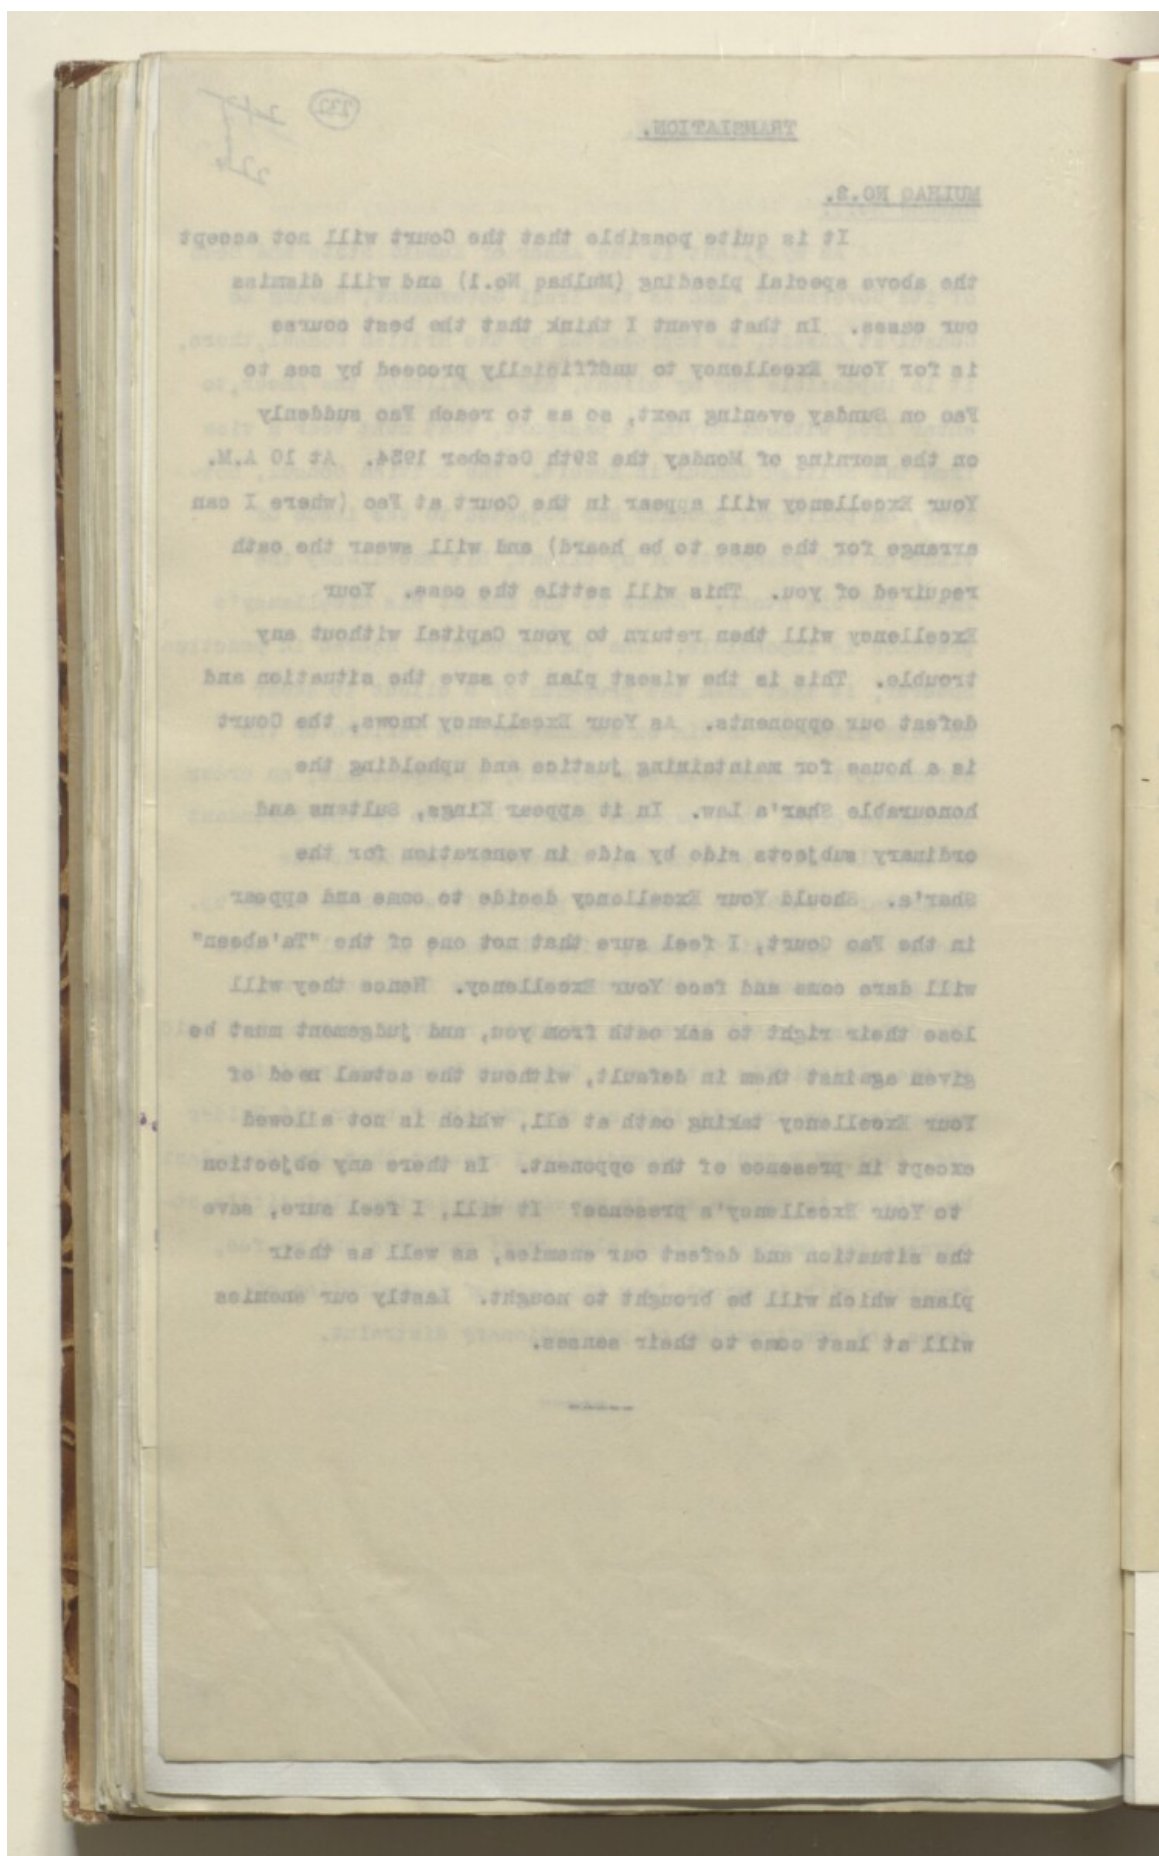 232
TRANSLATION.
MULHAQ NO.2.
It is quite possible that the Court will not accept
the above special pleading (Mulhaq No.1) and will dismiss
our cases. In that event I think that the best course
is for Your Excellency to unofficially proceed by sea to
Fao on Sunday evening next, so as to reach Fao suddenly
on the morning of Monday the 29th October 1934. At 10 A.M.
Your Excellency will appear in the Court at Fao (where I can
arrange for the case to be heard) and will swear the oath
required of you. This will settle the case. Your
Excellency will then return to your Capital without any
trouble. This is the wisest plan to save the situation and
defeat our opponents. As Your Excellency knows, the Court
is a house for maintaining justice and upholding the
honourable Shar'a Law. In it appear Kings, Sultans and
ordinary subjects side by side in veneration for the
Shar'a. Should Your Excellency decide to come and appear
in the Fao Court, I feel sure that not one of the "Ta'abeen"
will dare come and face Your Excellency. Hence they will
lose their right to ask oath from you, and judgement must be
given against them in default, without the actual need of
Your Excellency taking oath at all, which is not allowed
except in presence of the opponent. Is there any objection
to Your Excellency's presence? It will, I feel sure, save
the situation and defeat our enemies, as well as their
plans which will be brought to nought. Lastly our enemies
will at last come to their senses.
-----